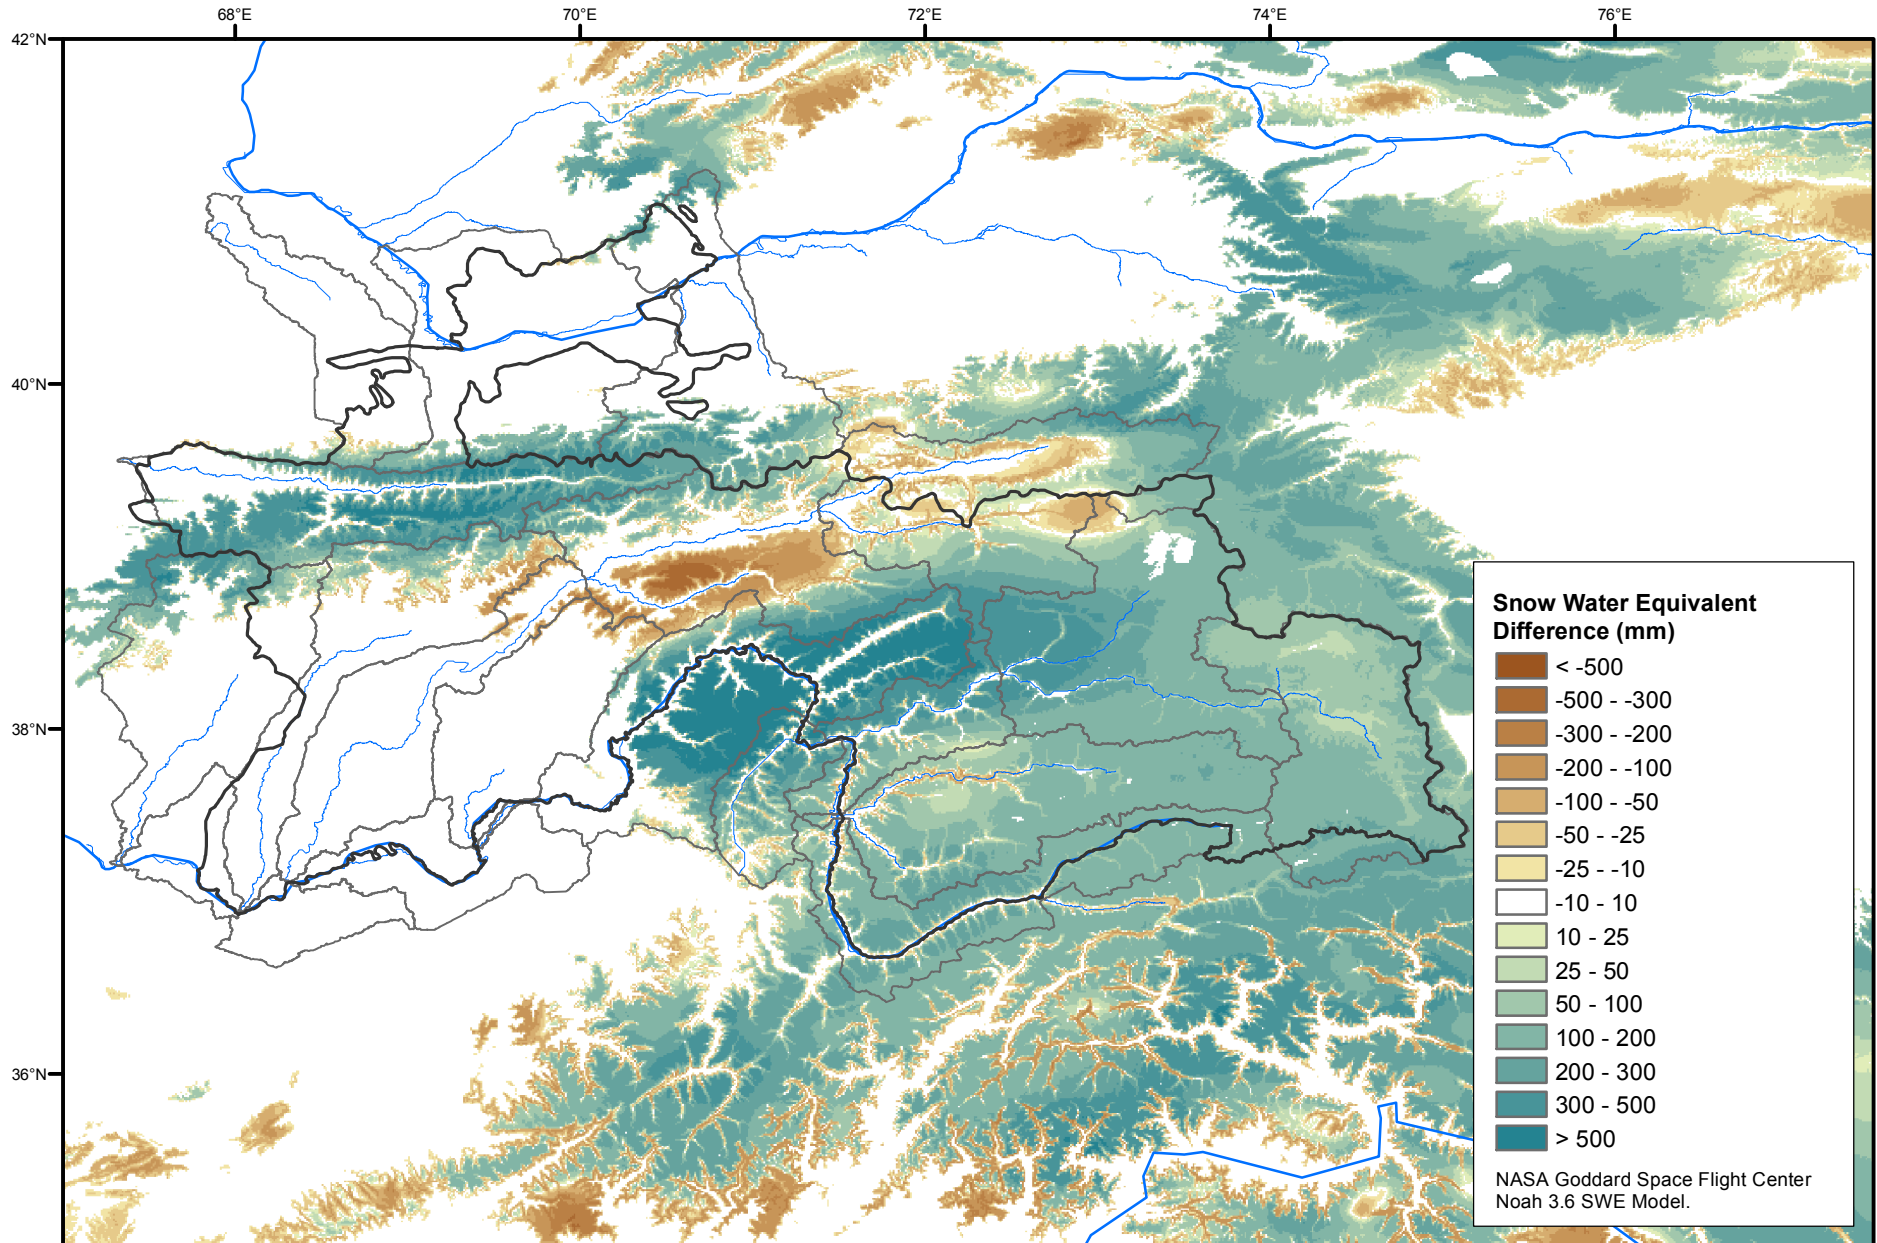 68°E 70°E 72°E 74°E 76°E
42°N
40°N
38°N
36°N
Snow Water Equivalent
Difference (mm)
< -500
-500 - -300
-300 - -200
-200 - -100
-100 - -50
-50 - -25
-25 - -10
-10 - 10
10 - 25
25 - 50
50 - 100
100 - 200
200 - 300
300 - 500
> 500
NASA Goddard Space Flight Center
Noah 3.6 SWE Model.